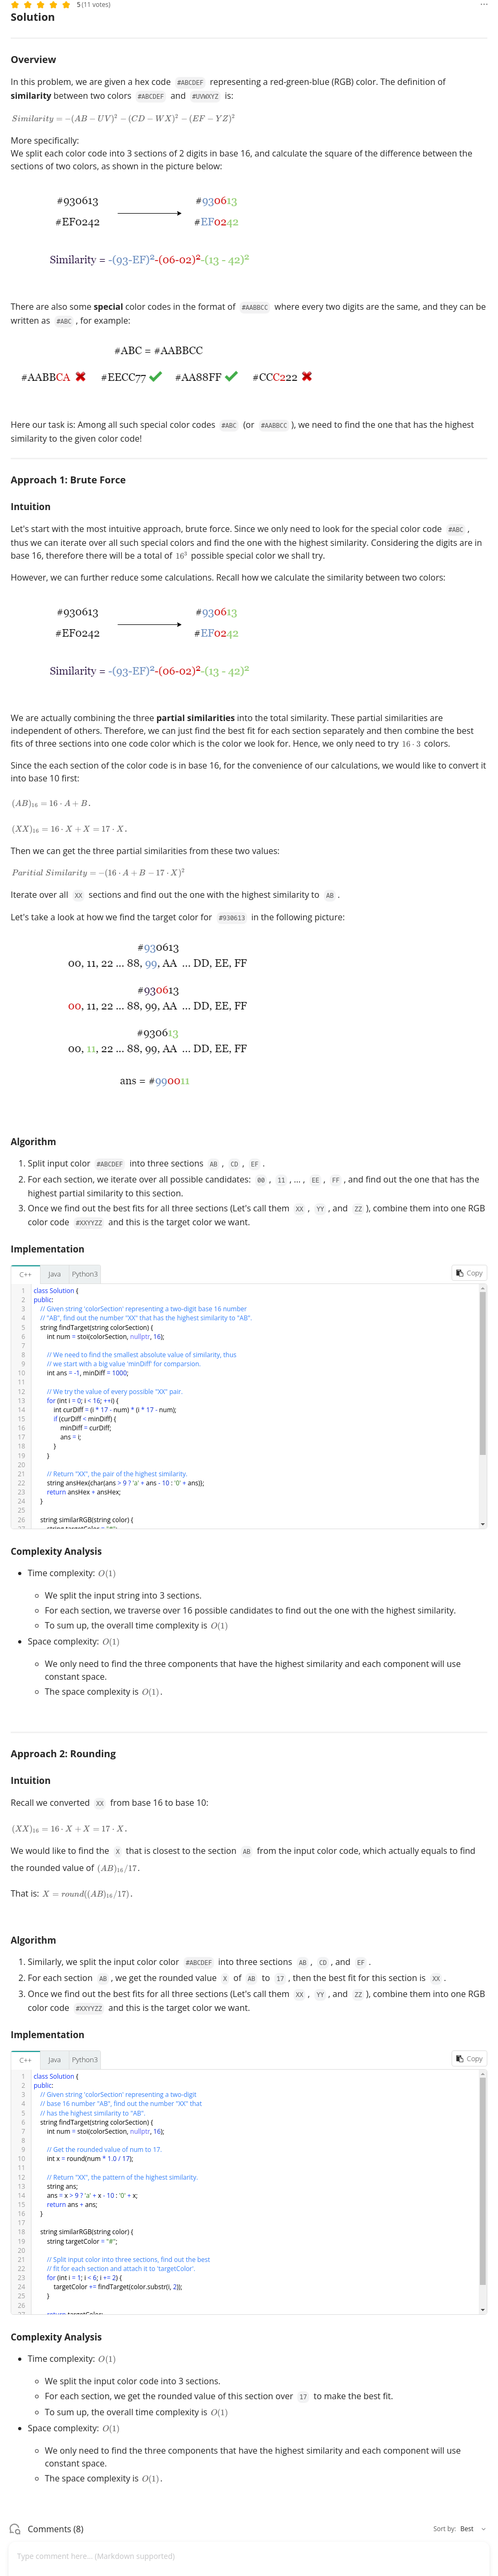 5 (11 votes)
Solution
Overview
In this problem, we are given a hex code #ABCDEF representing a red-green-blue (RGB) color. The definition of
similarity between two colors #ABCDEF and #UVWXYZ is:
Similarity = −(AB − UV)² − (CD − WX)² − (EF − YZ)²
More specifically:
We split each color code into 3 sections of 2 digits in base 16, and calculate the square of the difference between the
sections of two colors, as shown in the picture below:
#930613 #930613
#EF0242 #EF0242
Similarity = -(93-EF)²-(06-02)²-(13 - 42)²
There are also some special color codes in the format of #AABBCC where every two digits are the same, and they can be
written as #ABC , for example:
#ABC = #AABBCC
#AABBCA ✖ #EECC77 ✔ #AA88FF ✔ #CCC222 ✖
Here our task is: Among all such special color codes #ABC (or #AABBCC ), we need to find the one that has the highest
similarity to the given color code!
Approach 1: Brute Force
Intuition
Let's start with the most intuitive approach, brute force. Since we only need to look for the special color code #ABC ,
thus we can iterate over all such special colors and find the one with the highest similarity. Considering the digits are in
base 16, therefore there will be a total of 16³ possible special color we shall try.
However, we can further reduce some calculations. Recall how we calculate the similarity between two colors:
#930613 #930613
#EF0242 #EF0242
Similarity = -(93-EF)²-(06-02)²-(13 - 42)²
We are actually combining the three partial similarities into the total similarity. These partial similarities are
independent of others. Therefore, we can just find the best fit for each section separately and then combine the best
fits of three sections into one code color which is the color we look for. Hence, we only need to try 16 · 3 colors.
Since the each section of the color code is in base 16, for the convenience of our calculations, we would like to convert it
into base 10 first:
(AB)₁₆ = 16 · A + B.
(XX)₁₆ = 16 · X + X = 17 · X.
Then we can get the three partial similarities from these two values:
Paritial Similarity = −(16 · A + B − 17 · X)²
Iterate over all XX sections and find out the one with the highest similarity to AB .
Let's take a look at how we find the target color for #930613 in the following picture:
#930613
00, 11, 22 ... 88, 99, AA ... DD, EE, FF
#930613
00, 11, 22 ... 88, 99, AA ... DD, EE, FF
#930613
00, 11, 22 ... 88, 99, AA ... DD, EE, FF
ans = #990011
Algorithm
1. Split input color #ABCDEF into three sections AB , CD , EF .
2. For each section, we iterate over all possible candidates: 00 , 11 , ... , EE , FF , and find out the one that has the
highest partial similarity to this section.
3. Once we find out the best fits for all three sections (Let's call them XX , YY , and ZZ ), combine them into one RGB
color code #XXYYZZ and this is the target color we want.
Implementation
C++ Java Python3 Copy
1 class Solution {
2 public:
3 // Given string 'colorSection' representing a two-digit base 16 number
4 // "AB", find out the number "XX" that has the highest similarity to "AB".
5 string findTarget(string colorSection) {
6 int num = stoi(colorSection, nullptr, 16);
7
8 // We need to find the smallest absolute value of similarity, thus
9 // we start with a big value 'minDiff' for comparsion.
10 int ans = -1, minDiff = 1000;
11
12 // We try the value of every possible "XX" pair.
13 for (int i = 0; i < 16; ++i) {
14 int curDiff = (i * 17 - num) * (i * 17 - num);
15 if (curDiff < minDiff) {
16 minDiff = curDiff;
17 ans = i;
18 }
19 }
20
21 // Return "XX", the pair of the highest similarity.
22 string ansHex{char(ans > 9 ? 'a' + ans - 10 : '0' + ans)};
23 return ansHex + ansHex;
24 }
25
26 string similarRGB(string color) {
Complexity Analysis
• Time complexity: O(1)
○ We split the input string into 3 sections.
○ For each section, we traverse over 16 possible candidates to find out the one with the highest similarity.
○ To sum up, the overall time complexity is O(1)
• Space complexity: O(1)
○ We only need to find the three components that have the highest similarity and each component will use
constant space.
○ The space complexity is O(1).
Approach 2: Rounding
Intuition
Recall we converted XX from base 16 to base 10:
(XX)₁₆ = 16 · X + X = 17 · X.
We would like to find the X that is closest to the section AB from the input color code, which actually equals to find
the rounded value of (AB)₁₆/17.
That is: X = round((AB)₁₆/17).
Algorithm
1. Similarly, we split the input color color #ABCDEF into three sections AB , CD , and EF .
2. For each section AB , we get the rounded value X of AB to 17 , then the best fit for this section is XX .
3. Once we find out the best fits for all three sections (Let's call them XX , YY , and ZZ ), combine them into one RGB
color code #XXYYZZ and this is the target color we want.
Implementation
C++ Java Python3 Copy
1 class Solution {
2 public:
3 // Given string 'colorSection' representing a two-digit
4 // base 16 number "AB", find out the number "XX" that
5 // has the highest similarity to "AB".
6 string findTarget(string colorSection) {
7 int num = stoi(colorSection, nullptr, 16);
8
9 // Get the rounded value of num to 17.
10 int x = round(num * 1.0 / 17);
11
12 // Return "XX", the pattern of the highest similarity.
13 string ans;
14 ans = x > 9 ? 'a' + x - 10 : '0' + x;
15 return ans + ans;
16 }
17
18 string similarRGB(string color) {
19 string targetColor = "#";
20
21 // Split input color into three sections, find out the best
22 // fit for each section and attach it to 'targetColor'.
23 for (int i = 1; i < 6; i += 2) {
24 targetColor += findTarget(color.substr(i, 2));
25 }
26
Complexity Analysis
• Time complexity: O(1)
○ We split the input color code into 3 sections.
○ For each section, we get the rounded value of this section over 17 to make the best fit.
○ To sum up, the overall time complexity is O(1)
• Space complexity: O(1)
○ We only need to find the three components that have the highest similarity and each component will use
constant space.
○ The space complexity is O(1).
Comments (8) Sort by: Best
Type comment here... (Markdown supported)